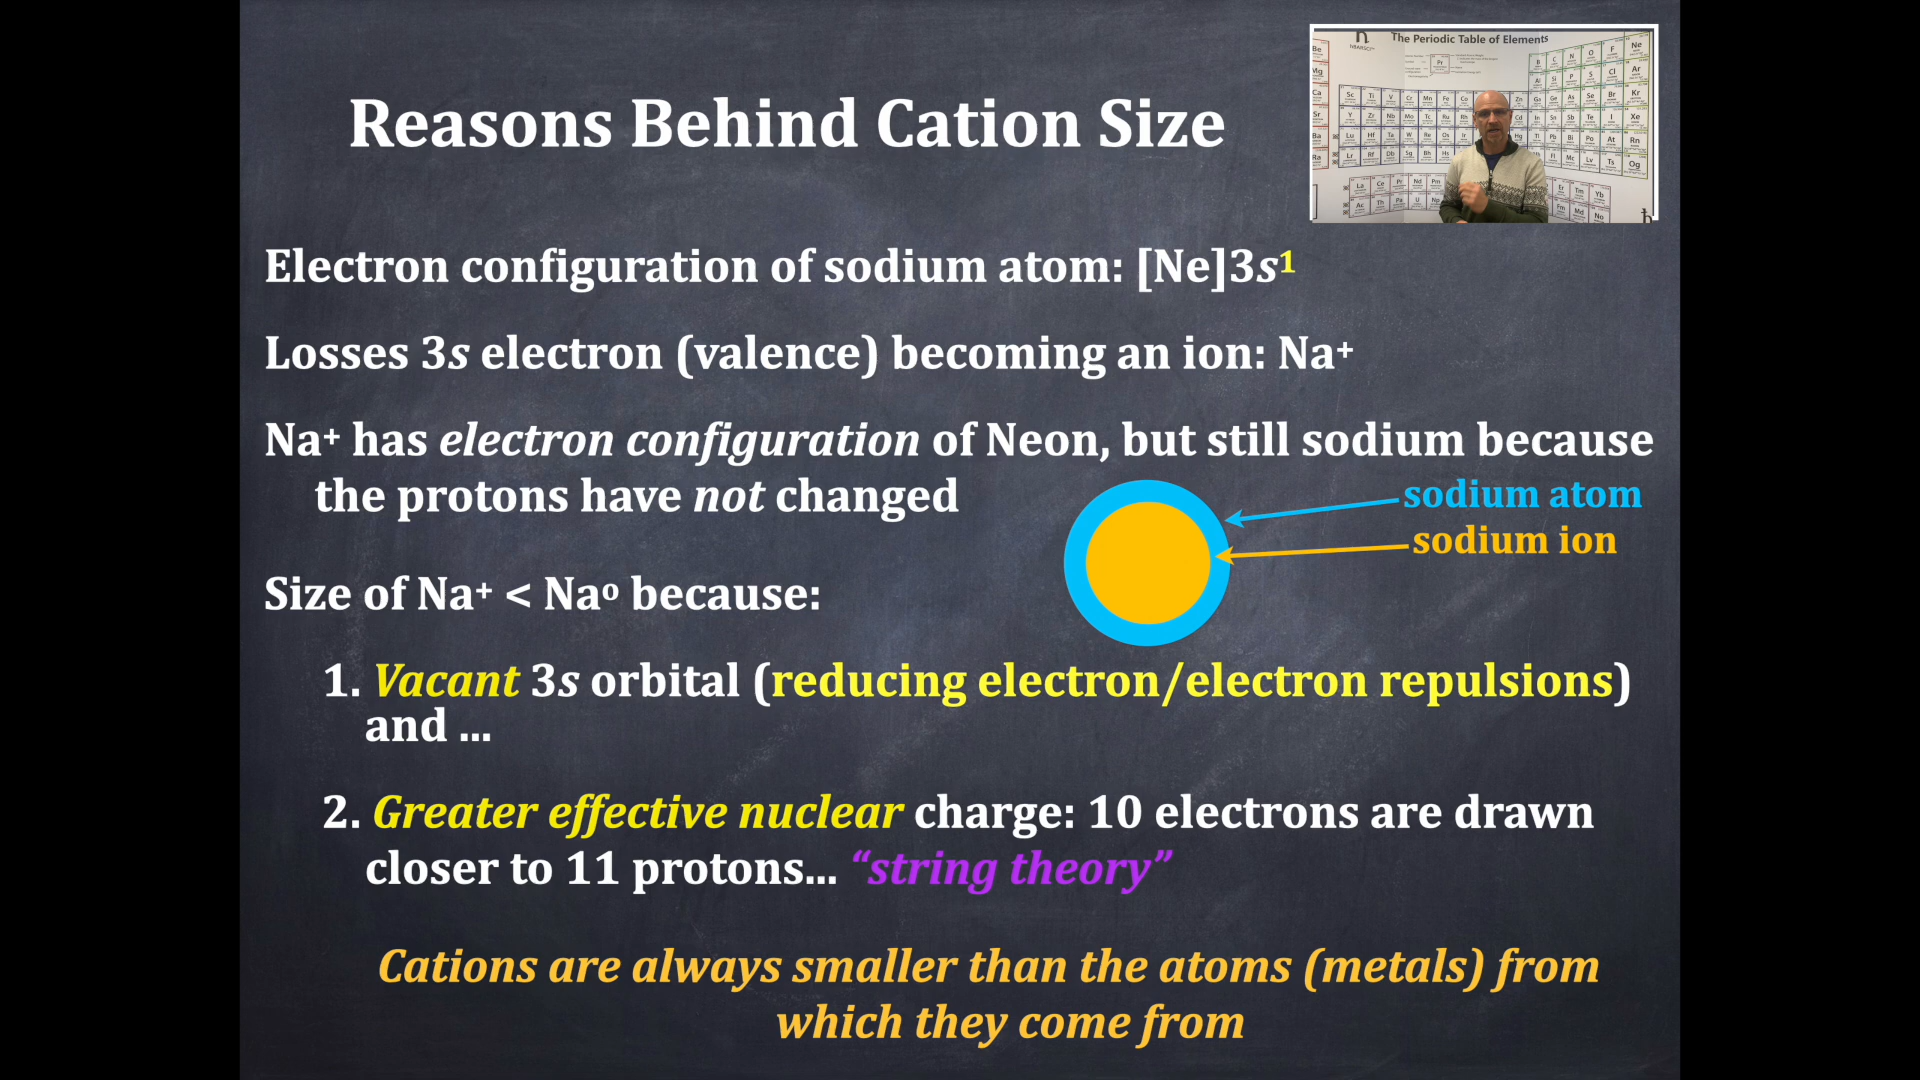 The Periodic Table of Elements
Reasons Behind Cation Size
Electron configuration of sodium atom: [Ne]3s¹
Losses 3s electron (valence) becoming an ion: Na⁺
Na⁺ has electron configuration of Neon, but still sodium because
the protons have not changed
sodium atom
sodium ion
Size of Na⁺ < Naº because:
1. Vacant 3s orbital (reducing electron/electron repulsions)
and ...
2. Greater effective nuclear charge: 10 electrons are drawn
closer to 11 protons... “string theory”
Cations are always smaller than the atoms (metals) from
which they come from